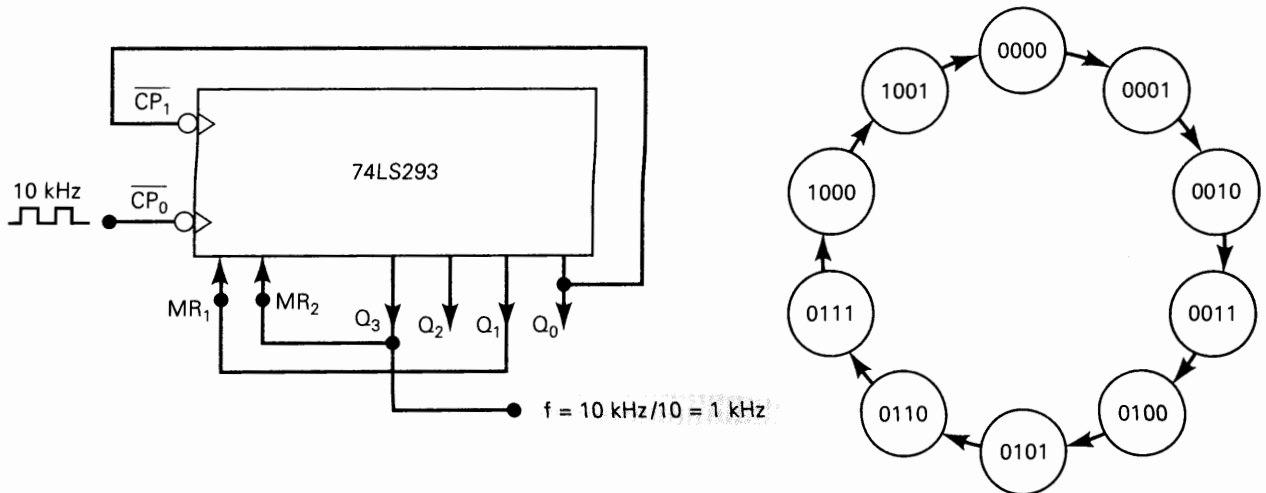 CP1
74LS293
10 kHz
CP0
MR1
MR2
Q3
Q2
Q1
Q0
f = 10 kHz/10 = 1 kHz
0000
0001
0010
0011
0100
0101
0110
0111
1000
1001